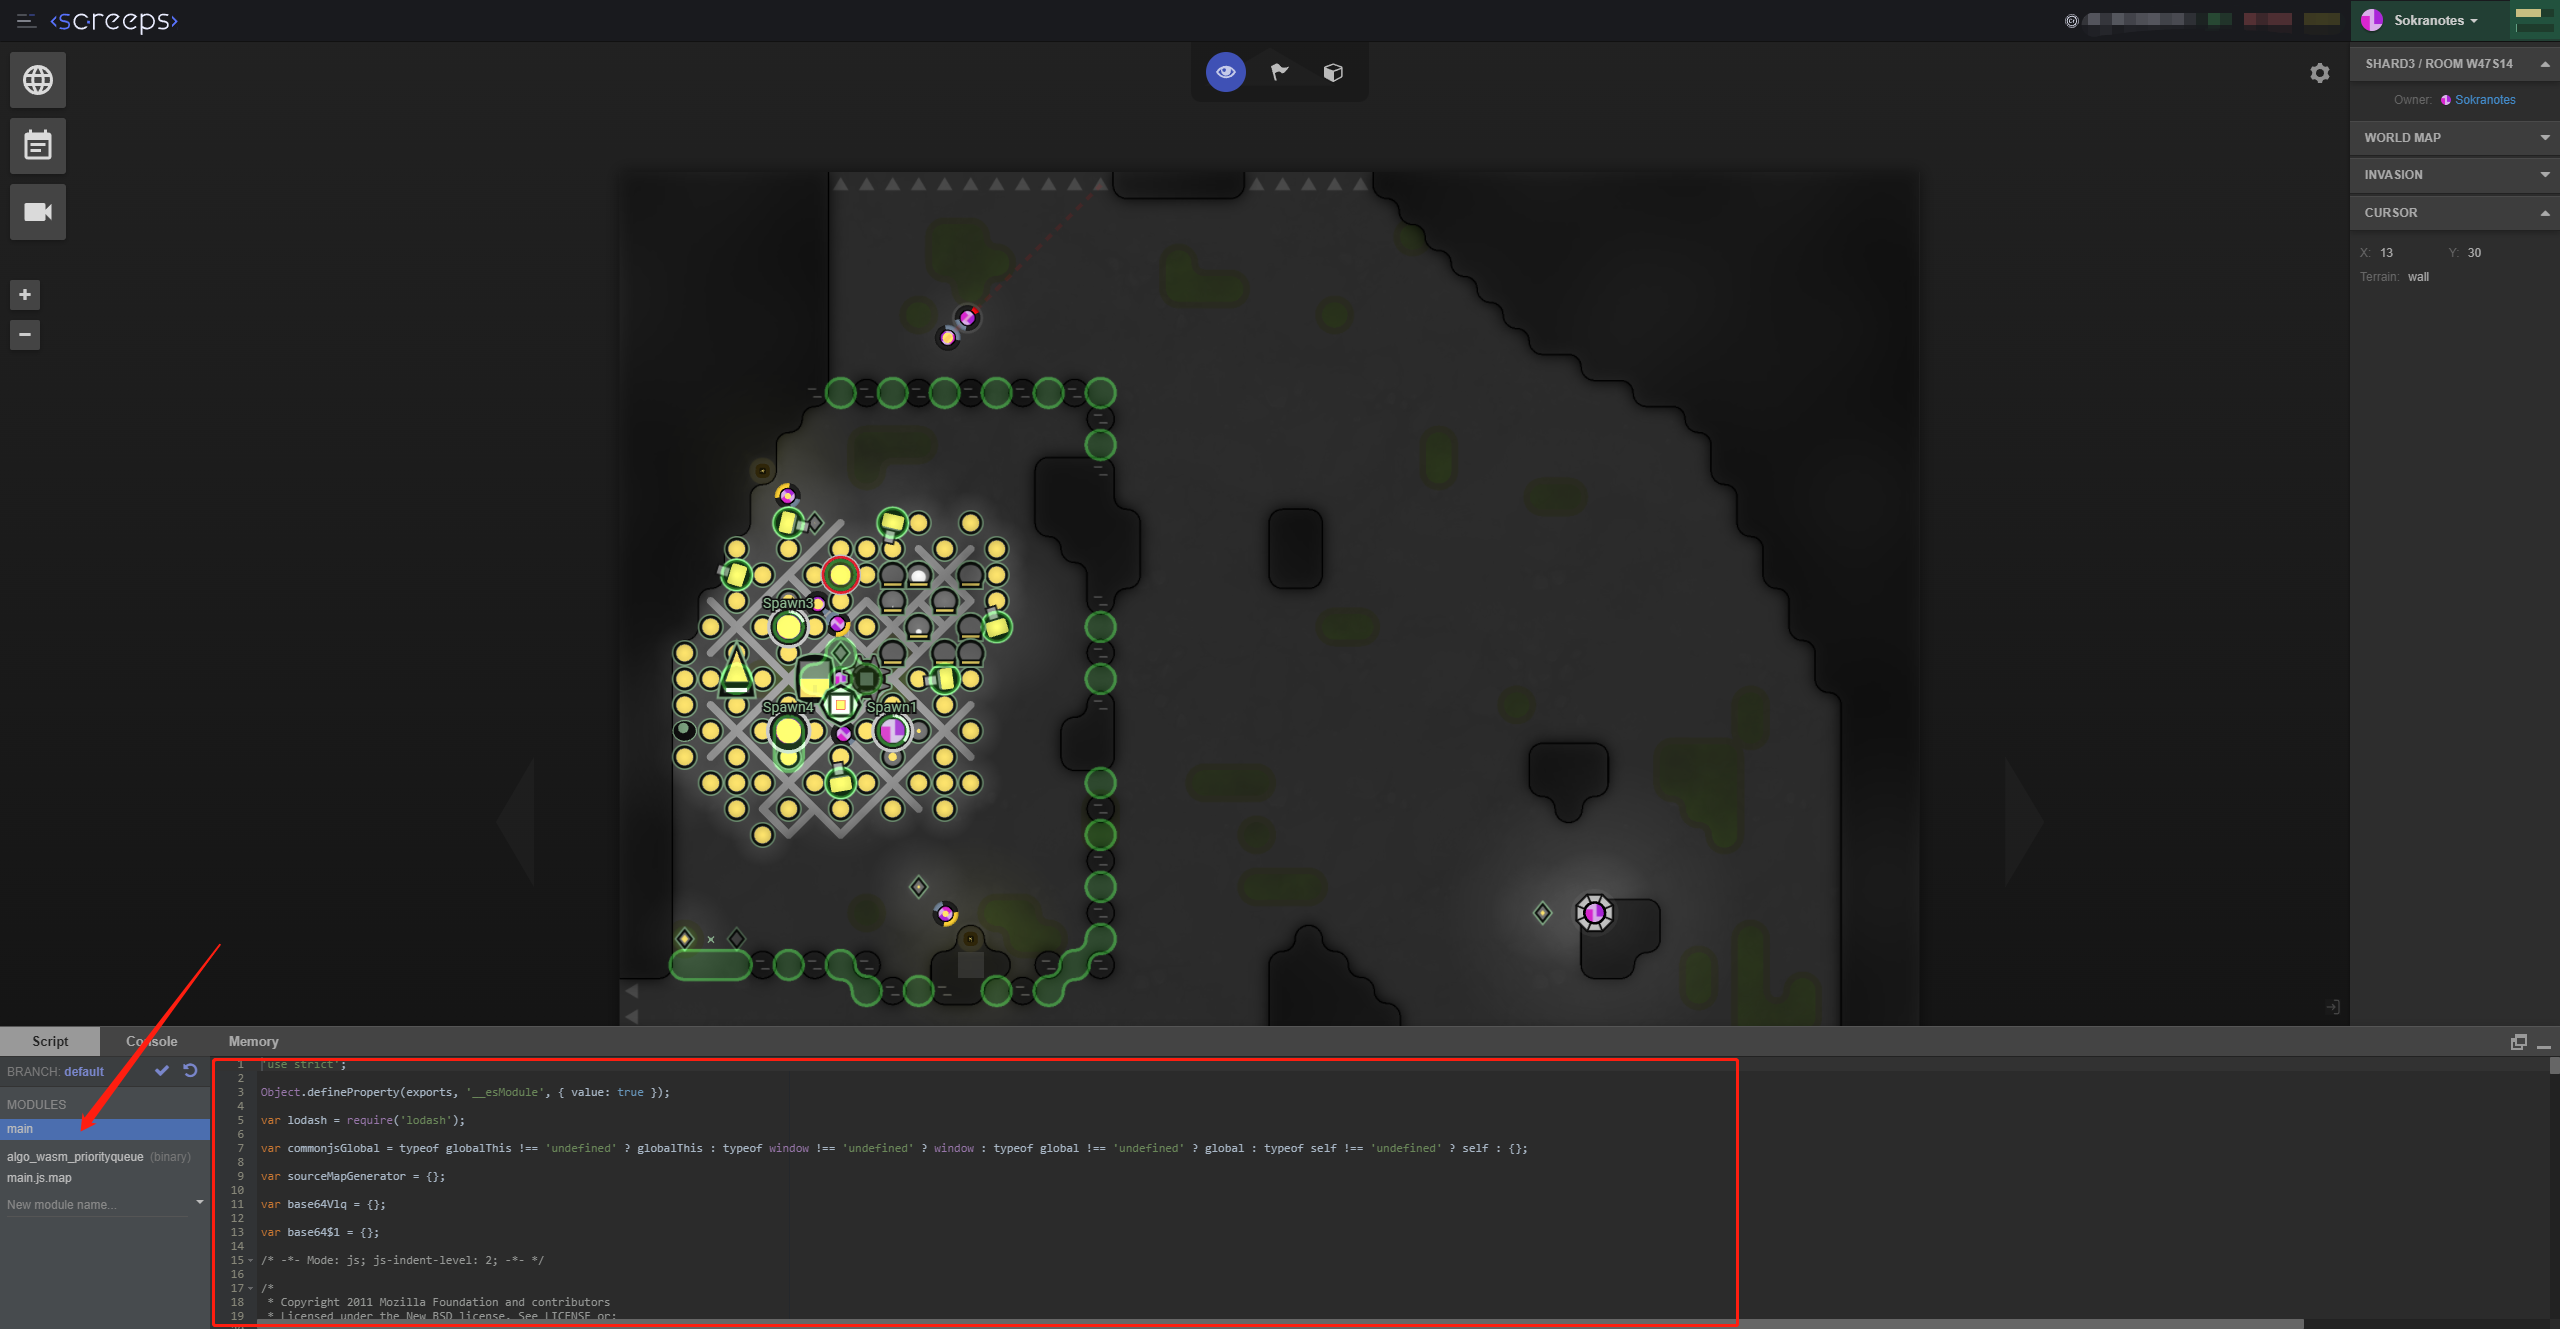 <screeps>
Sokranotes
SHARD3 / ROOM W47S14
Owner: Sokranotes
WORLD MAP
INVASION
CURSOR
X: 13 Y: 30
Terrain: wall
Spawn3
Spawn4 Spawn1
Script Console Memory
BRANCH: default
MODULES
main
algo_wasm_priorityqueue (binary)
main.js.map
New module name...
1 'use strict';
2
3 Object.defineProperty(exports, '__esModule', { value: true });
4
5 var lodash = require('lodash');
6
7 var commonjsGlobal = typeof globalThis !== 'undefined' ? globalThis : typeof window !== 'undefined' ? window : typeof global !== 'undefined' ? global : typeof self !== 'undefined' ? self : {};
8
9 var sourceMapGenerator = {};
10
11 var base64Vlq = {};
12
13 var base64$1 = {};
14
15 /* -*- Mode: js; js-indent-level: 2; -*- */
16
17 /*
18 * Copyright 2011 Mozilla Foundation and contributors
19 * Licensed under the New BSD license. See LICENSE or: